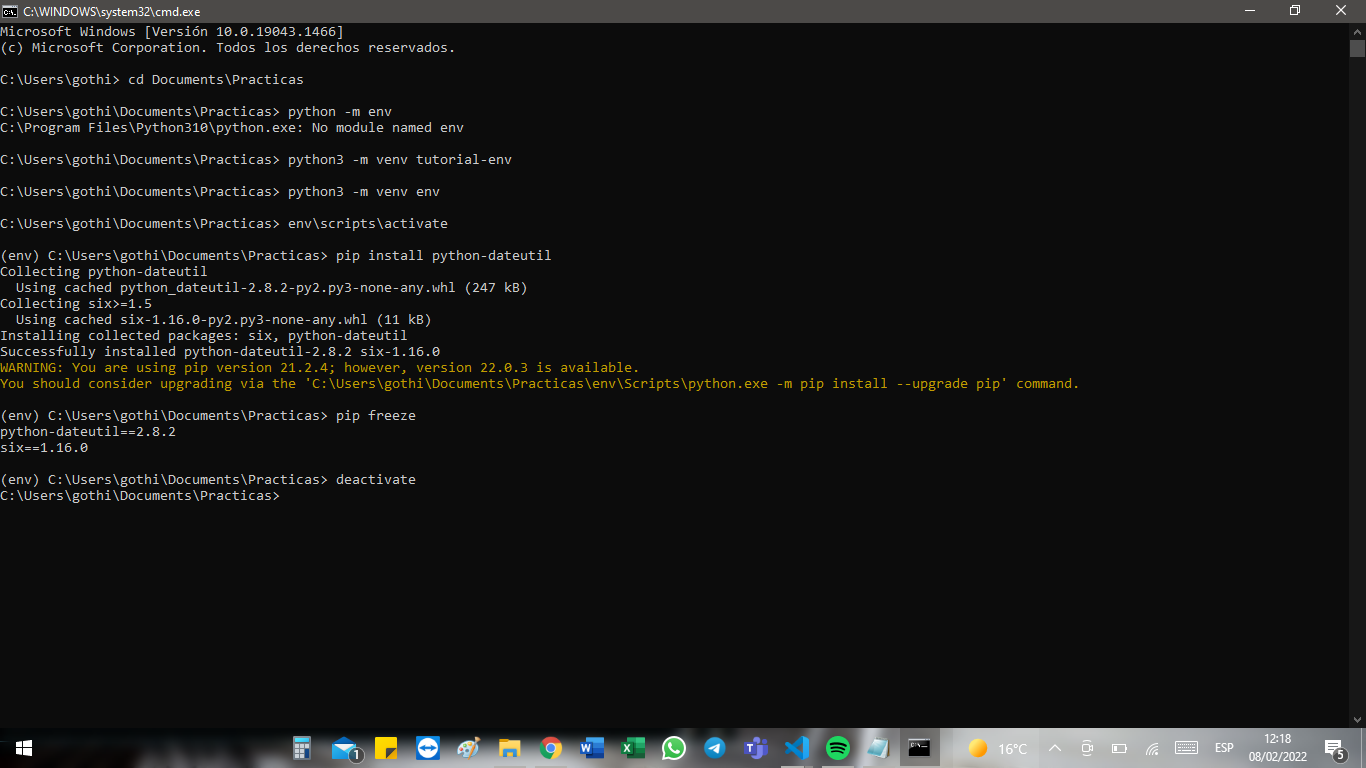 C:\WINDOWS\system32\cmd.exe
Microsoft Windows [Versión 10.0.19043.1466]
(c) Microsoft Corporation. Todos los derechos reservados.
C:\Users\gothi> cd Documents\Practicas
C:\Users\gothi\Documents\Practicas> python -m env
C:\Program Files\Python310\python.exe: No module named env
C:\Users\gothi\Documents\Practicas> python3 -m venv tutorial-env
C:\Users\gothi\Documents\Practicas> python3 -m venv env
C:\Users\gothi\Documents\Practicas> env\scripts\activate
(env) C:\Users\gothi\Documents\Practicas> pip install python-dateutil
Collecting python-dateutil
  Using cached python_dateutil-2.8.2-py2.py3-none-any.whl (247 kB)
Collecting six>=1.5
  Using cached six-1.16.0-py2.py3-none-any.whl (11 kB)
Installing collected packages: six, python-dateutil
Successfully installed python-dateutil-2.8.2 six-1.16.0
WARNING: You are using pip version 21.2.4; however, version 22.0.3 is available.
You should consider upgrading via the 'C:\Users\gothi\Documents\Practicas\env\Scripts\python.exe -m pip install --upgrade pip' command.
(env) C:\Users\gothi\Documents\Practicas> pip freeze
python-dateutil==2.8.2
six==1.16.0
(env) C:\Users\gothi\Documents\Practicas> deactivate
C:\Users\gothi\Documents\Practicas>
1
16°C
ESP
12:18
08/02/2022
5